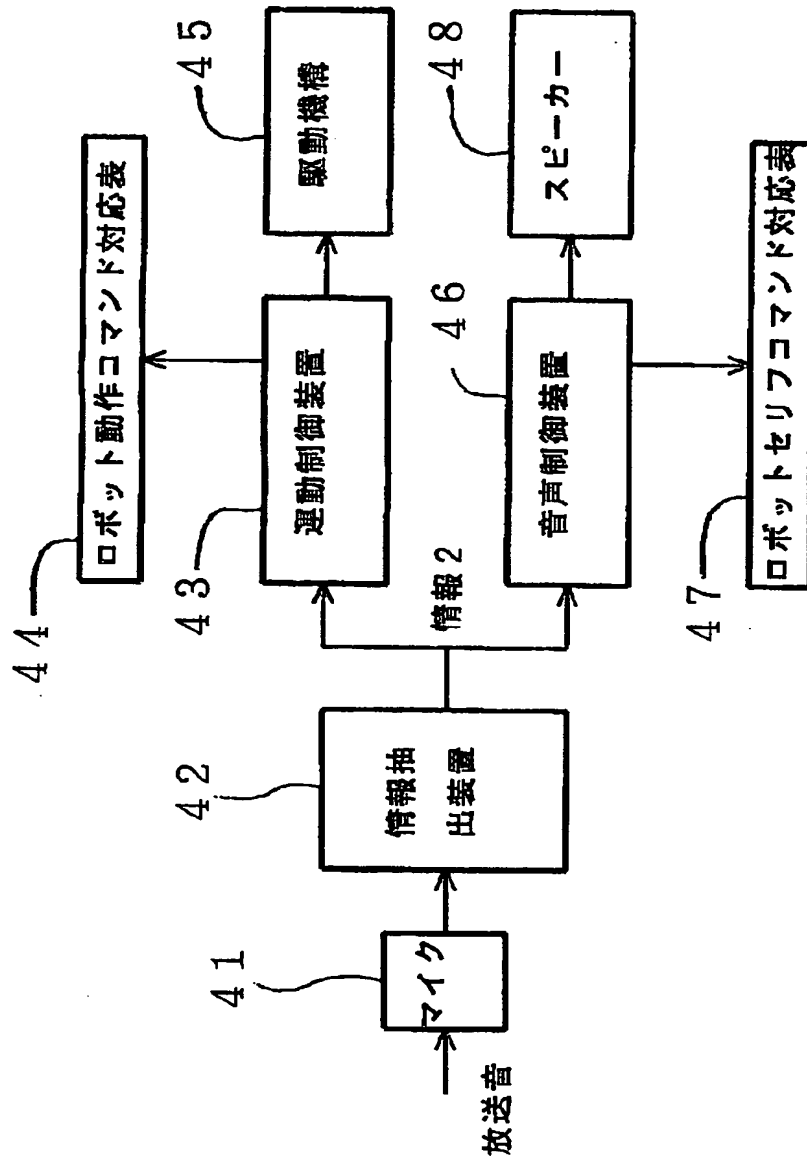 放送音
41
マイク
42
情報抽
出装置
情報2
43
運動制御装置
44
ロボット動作コマンド対応表
45
駆動機構
46
音声制御装置
47
ロボットセリフコマンド対応表
48
スピーカー